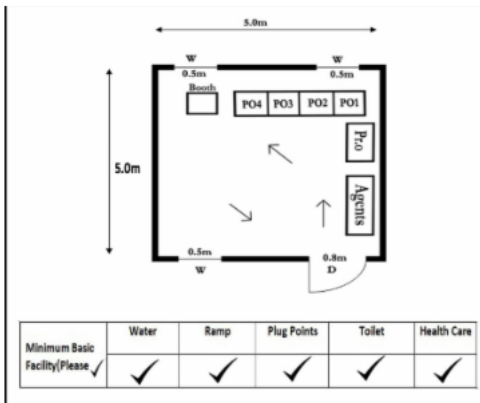 5.0m
W
W
0.5m
0.5m
Booth
PO4 PO3 PO2 PO1
Pr.o
5.0m
Agents
0.5m
0.8m
W
D
Water Ramp Plug Points Toilet Health Care
Minimum Basic
Facility(Please ✓ ✓ ✓ ✓ ✓ ✓